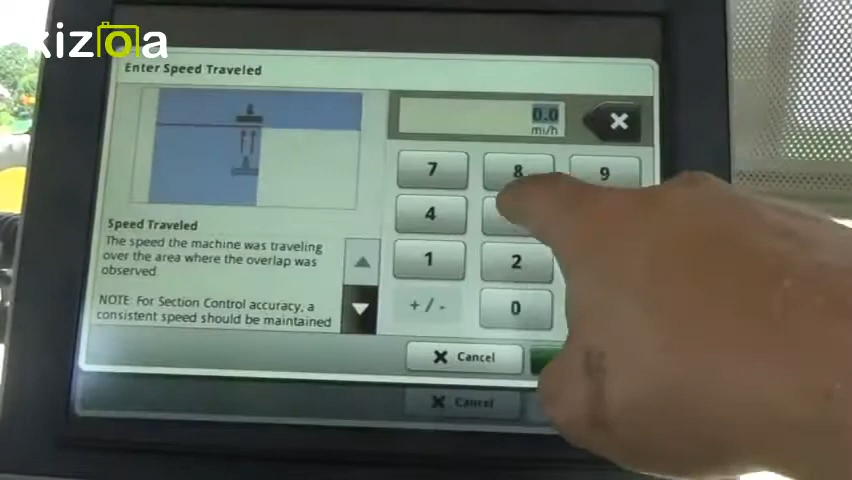 kizoa
Enter Speed Traveled
0.0
mi/h
7
8
9
4
1
2
+ / -
0
Speed Traveled
The speed the machine was traveling
over the area where the overlap was
observed
NOTE: For Section Control accuracy, a
consistent speed should be maintained
Cancel
Cancel